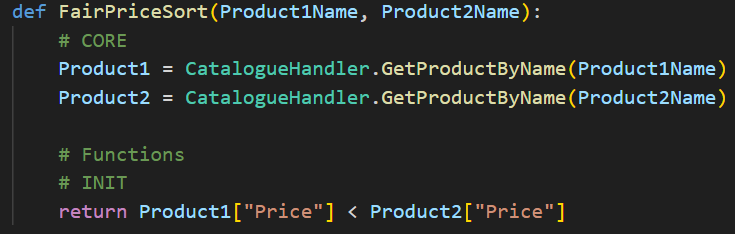 def FairPriceSort(Product1Name, Product2Name):
    # CORE
    Product1 = CatalogueHandler.GetProductByName(Product1Name)
    Product2 = CatalogueHandler.GetProductByName(Product2Name)

    # Functions
    # INIT
    return Product1["Price"] < Product2["Price"]